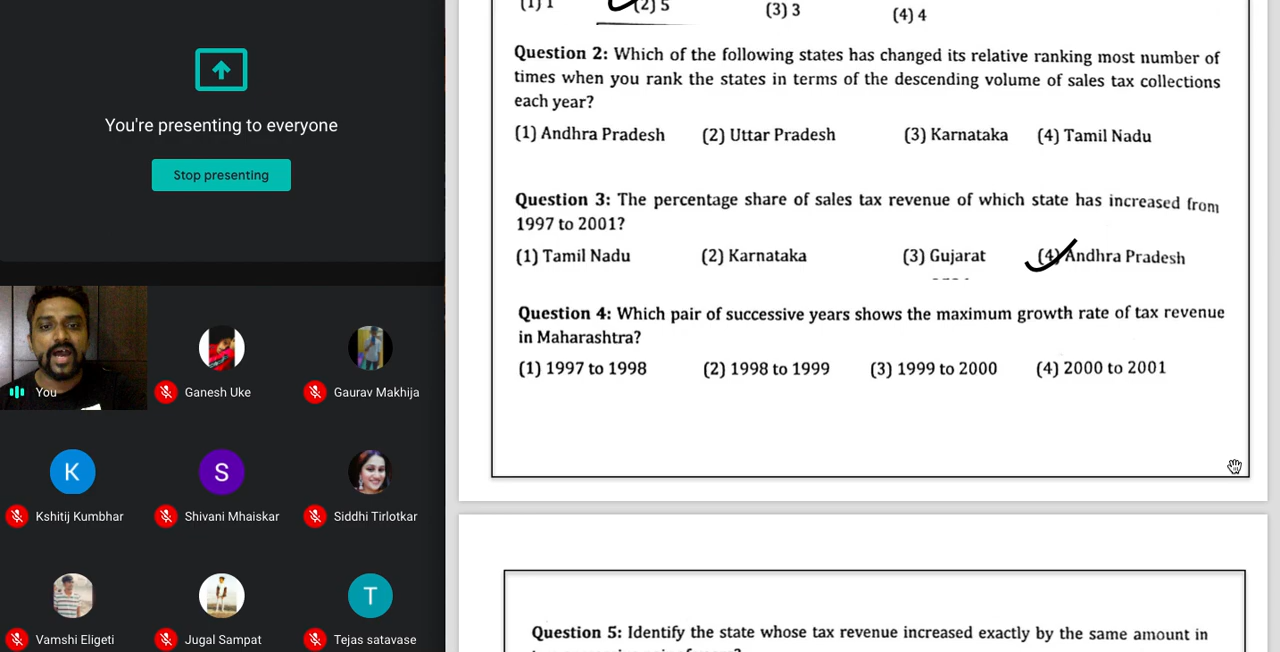 You're presenting to everyone
Stop presenting
You
Ganesh Uke
Gaurav Makhija
K
Kshitij Kumbhar
S
Shivani Mhaiskar
Siddhi Tirlotkar
Vamshi Eligeti
Jugal Sampat
T
Tejas satavase
(1) 1 (2) 5 (3) 3 (4) 4
Question 2: Which of the following states has changed its relative ranking most number of
times when you rank the states in terms of the descending volume of sales tax collections
each year?
(1) Andhra Pradesh (2) Uttar Pradesh (3) Karnataka (4) Tamil Nadu
Question 3: The percentage share of sales tax revenue of which state has increased from
1997 to 2001?
(1) Tamil Nadu (2) Karnataka (3) Gujarat (4) Andhra Pradesh
Question 4: Which pair of successive years shows the maximum growth rate of tax revenue
in Maharashtra?
(1) 1997 to 1998 (2) 1998 to 1999 (3) 1999 to 2000 (4) 2000 to 2001
Question 5: Identify the state whose tax revenue increased exactly by the same amount in